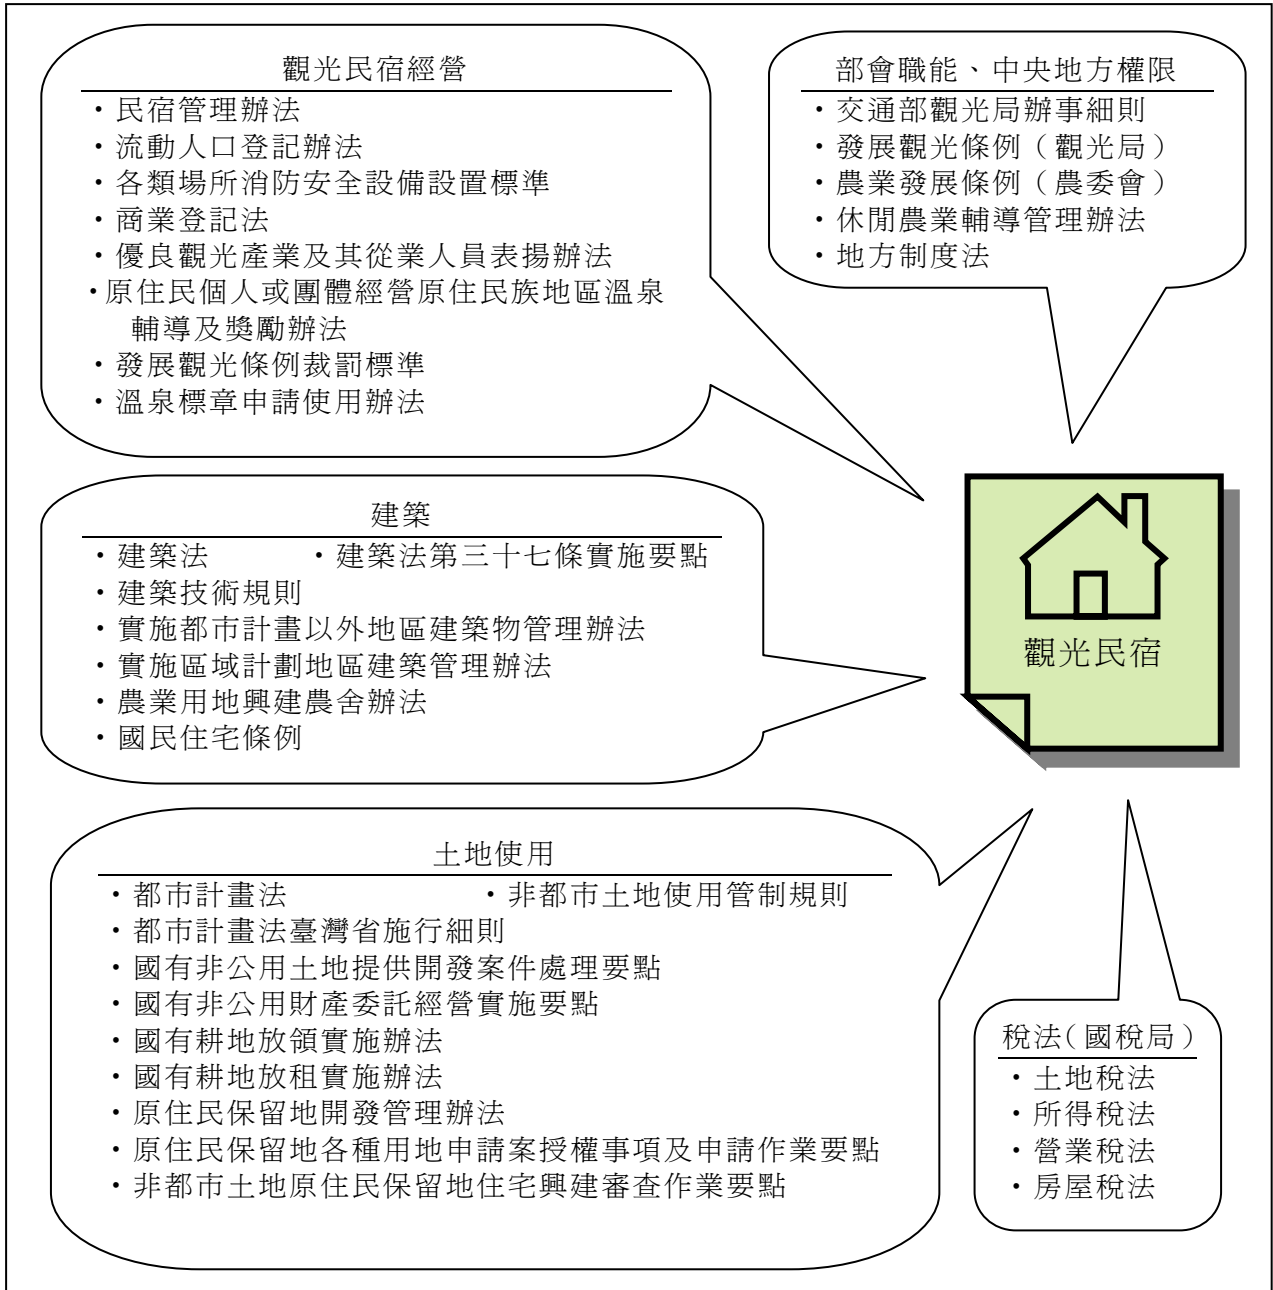 觀光民宿經營
・民宿管理辦法
・流動人口登記辦法
・各類場所消防安全設備設置標準
・商業登記法
・優良觀光產業及其從業人員表揚辦法
・原住民個人或團體經營原住民族地區溫泉
輔導及獎勵辦法
・發展觀光條例裁罰標準
・溫泉標章申請使用辦法
部會職能、中央地方權限
・交通部觀光局辦事細則
・發展觀光條例（觀光局）
・農業發展條例（農委會）
・休閒農業輔導管理辦法
・地方制度法
建築
・建築法 ・建築法第三十七條實施要點
・建築技術規則
・實施都市計畫以外地區建築物管理辦法
・實施區域計劃地區建築管理辦法
・農業用地興建農舍辦法
・國民住宅條例
觀光民宿
土地使用
・都市計畫法 ・非都市土地使用管制規則
・都市計畫法臺灣省施行細則
・國有非公用土地提供開發案件處理要點
・國有非公用財產委託經營實施要點
・國有耕地放領實施辦法
・國有耕地放租實施辦法
・原住民保留地開發管理辦法
・原住民保留地各種用地申請案授權事項及申請作業要點
・非都市土地原住民保留地住宅興建審查作業要點
稅法（國稅局）
・土地稅法
・所得稅法
・營業稅法
・房屋稅法